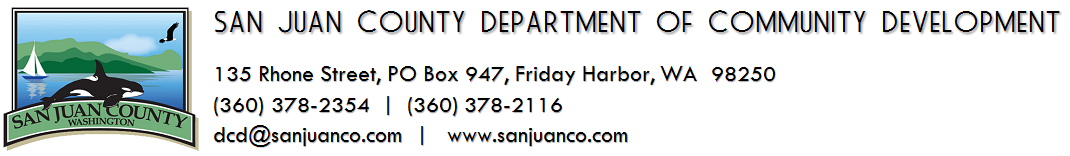 SAN JUAN COUNTY DEPARTMENT OF COMMUNITY DEVELOPMENT
135 Rhone Street, PO Box 947, Friday Harbor, WA 98250
(360) 378-2354 | (360) 378-2116
dcd@sanjuanco.com | www.sanjuanco.com
SAN JUAN COUNTY
WASHINGTON